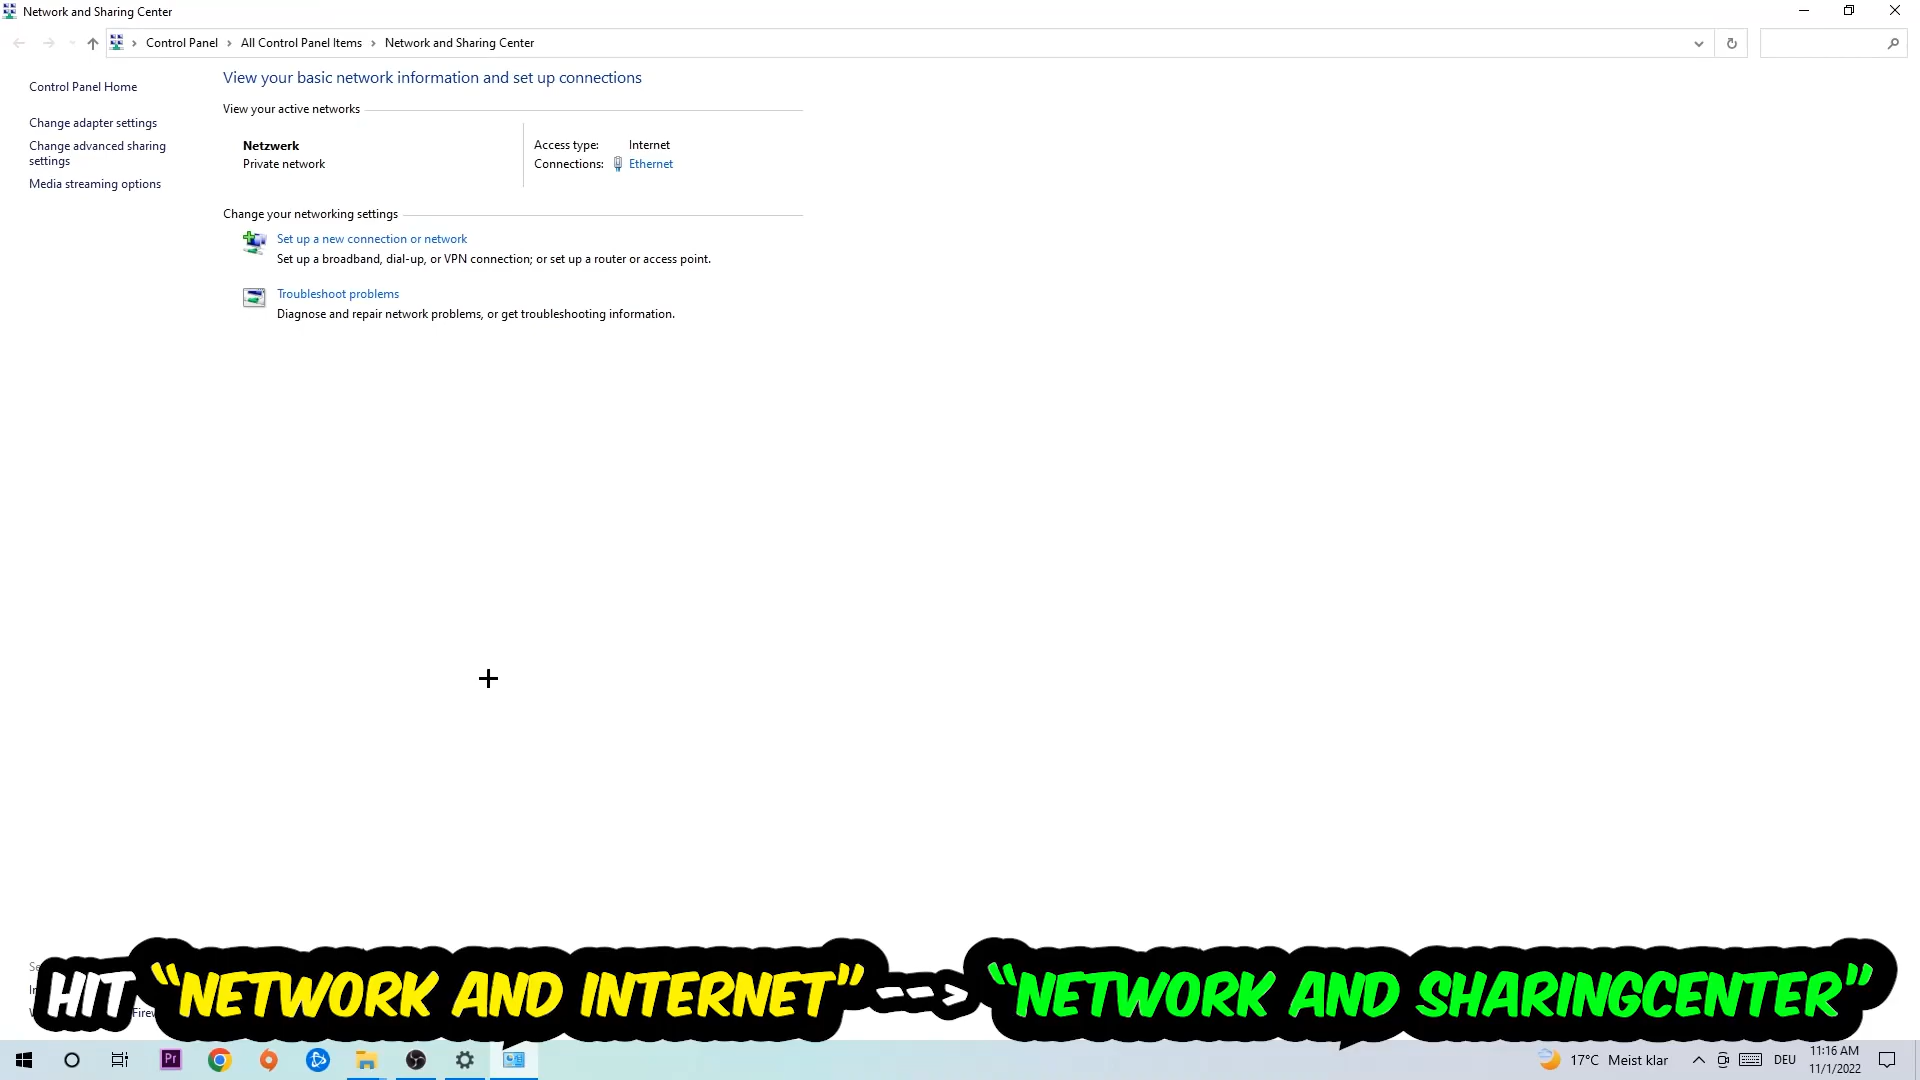 Network and Sharing Center
Control Panel › All Control Panel Items › Network and Sharing Center
Control Panel Home
Change adapter settings
Change advanced sharing
settings
Media streaming options
View your basic network information and set up connections
View your active networks
Netzwerk
Private network
Access type: Internet
Connections: Ethernet
Change your networking settings
Set up a new connection or network
Set up a broadband, dial-up, or VPN connection; or set up a router or access point.
Troubleshoot problems
Diagnose and repair network problems, or get troubleshooting information.
HIT “NETWORK AND INTERNET” ---> “NETWORK AND SHARINGCENTER”
Pr
17°C Meist klar
DEU
11:16 AM
11/1/2022